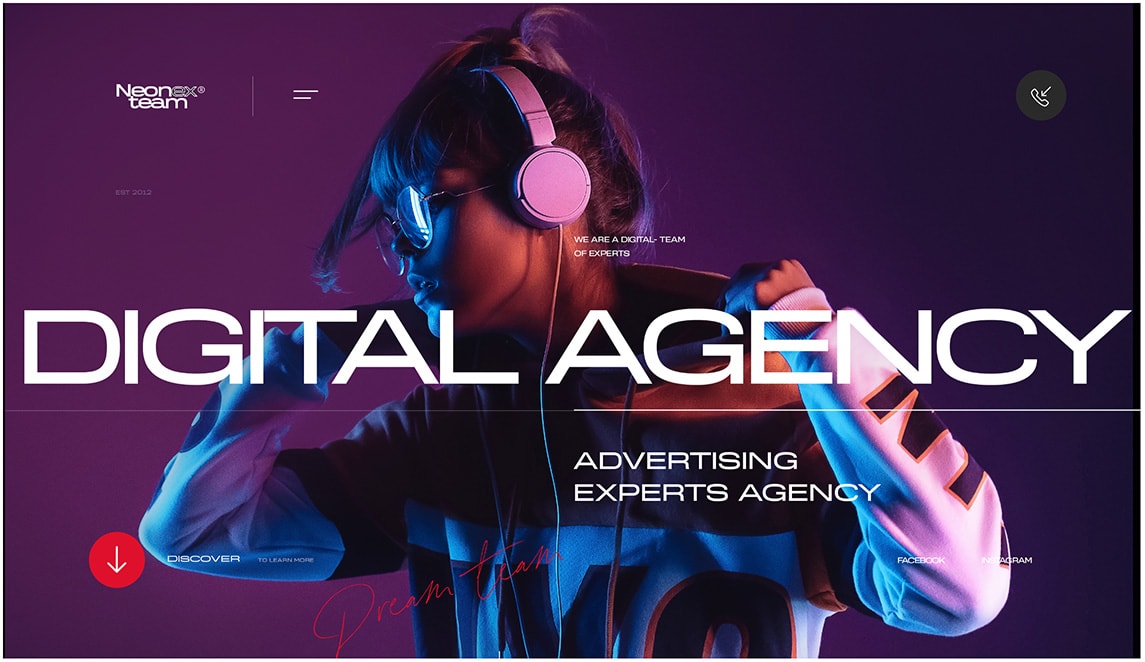 Neonex®
team
EST 2012
WE ARE A DIGITAL- TEAM
OF EXPERTS
DIGITAL AGENCY
ADVERTISING
EXPERTS AGENCY
DISCOVER TO LEARN MORE
FACEBOOK INSTAGRAM
Dream team